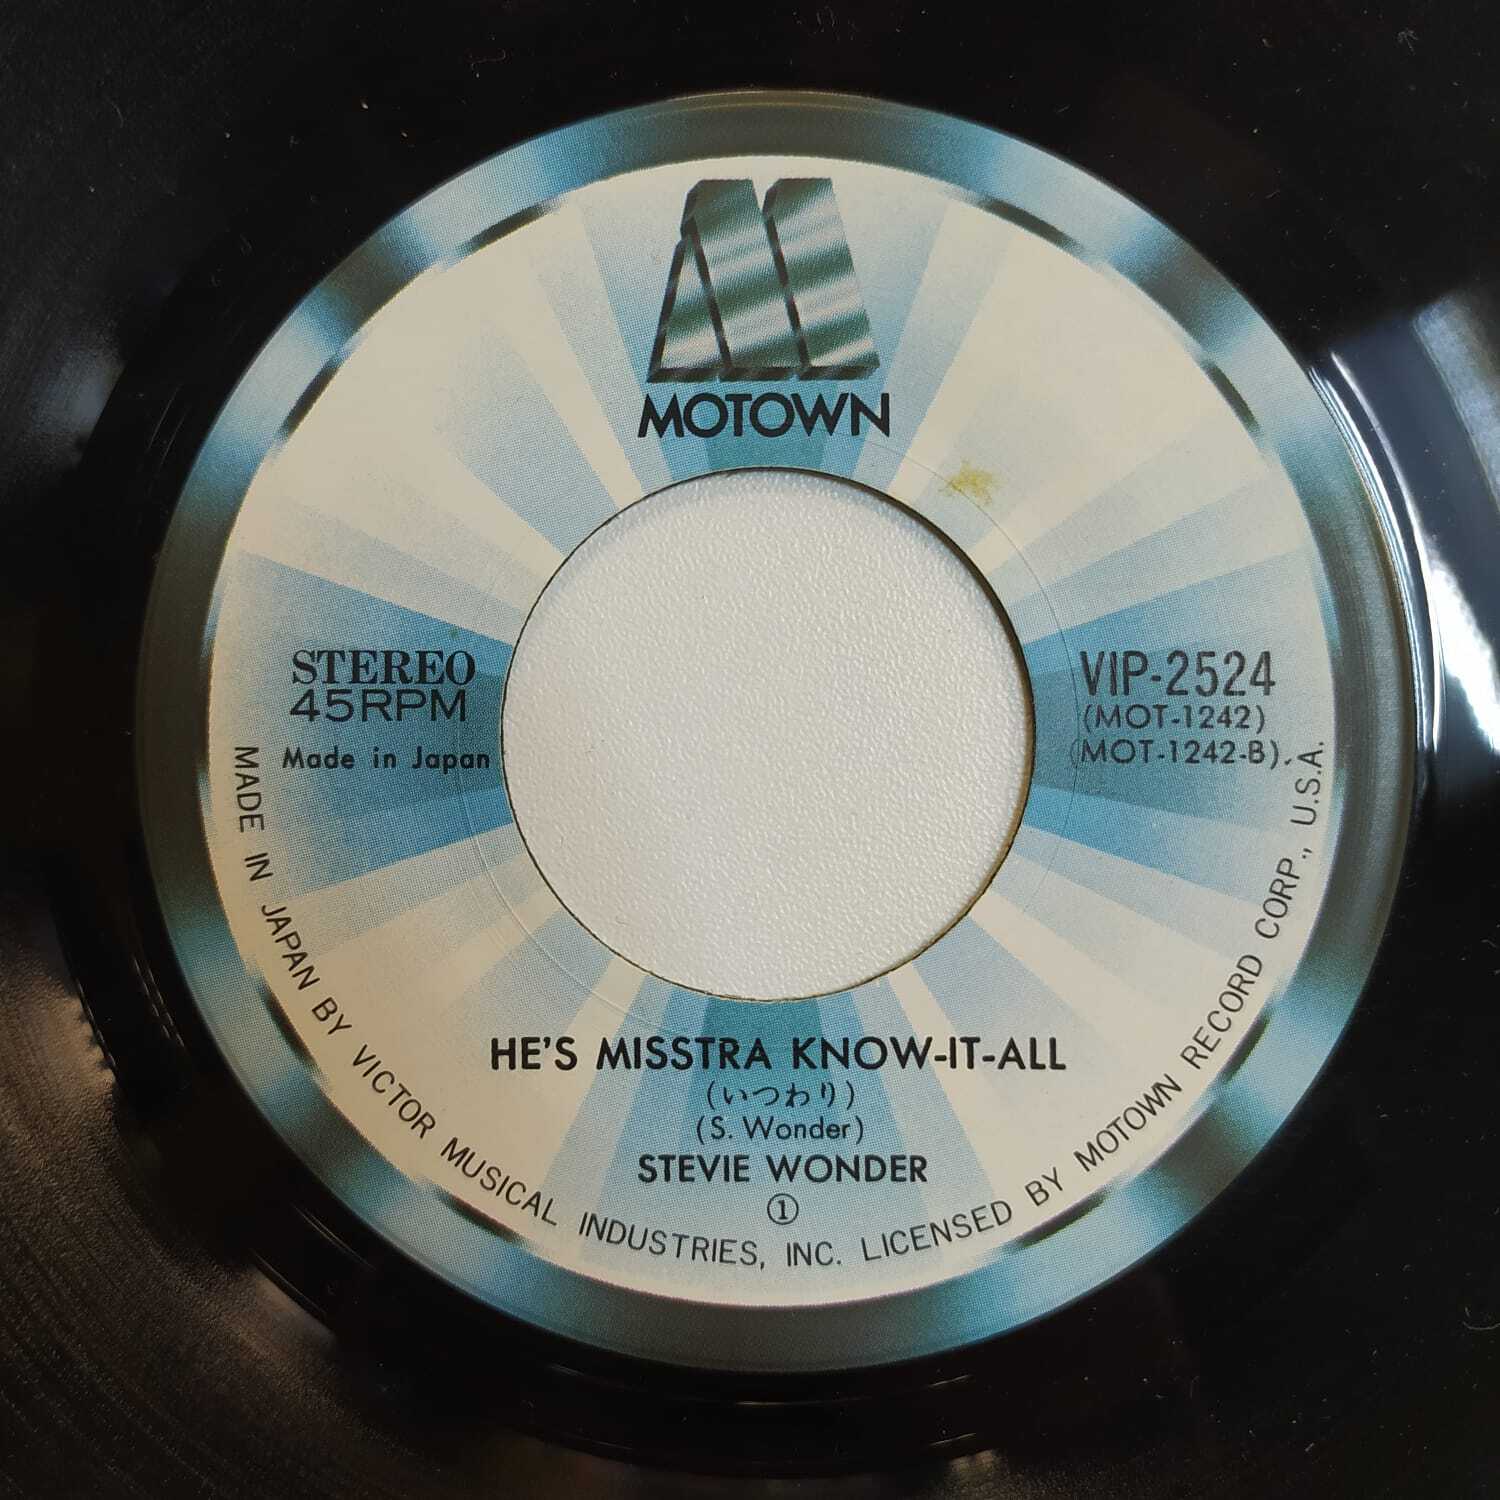 MOTOWN
STEREO
45RPM
Made in Japan
VIP-2524
(MOT-1242)
(MOT-1242-B)
HE'S MISSTRA KNOW-IT-ALL
(いつわり)
(S. Wonder)
STEVIE WONDER
①
MADE IN JAPAN BY VICTOR MUSICAL INDUSTRIES, INC. LICENSED BY MOTOWN RECORD CORP., U.S.A.